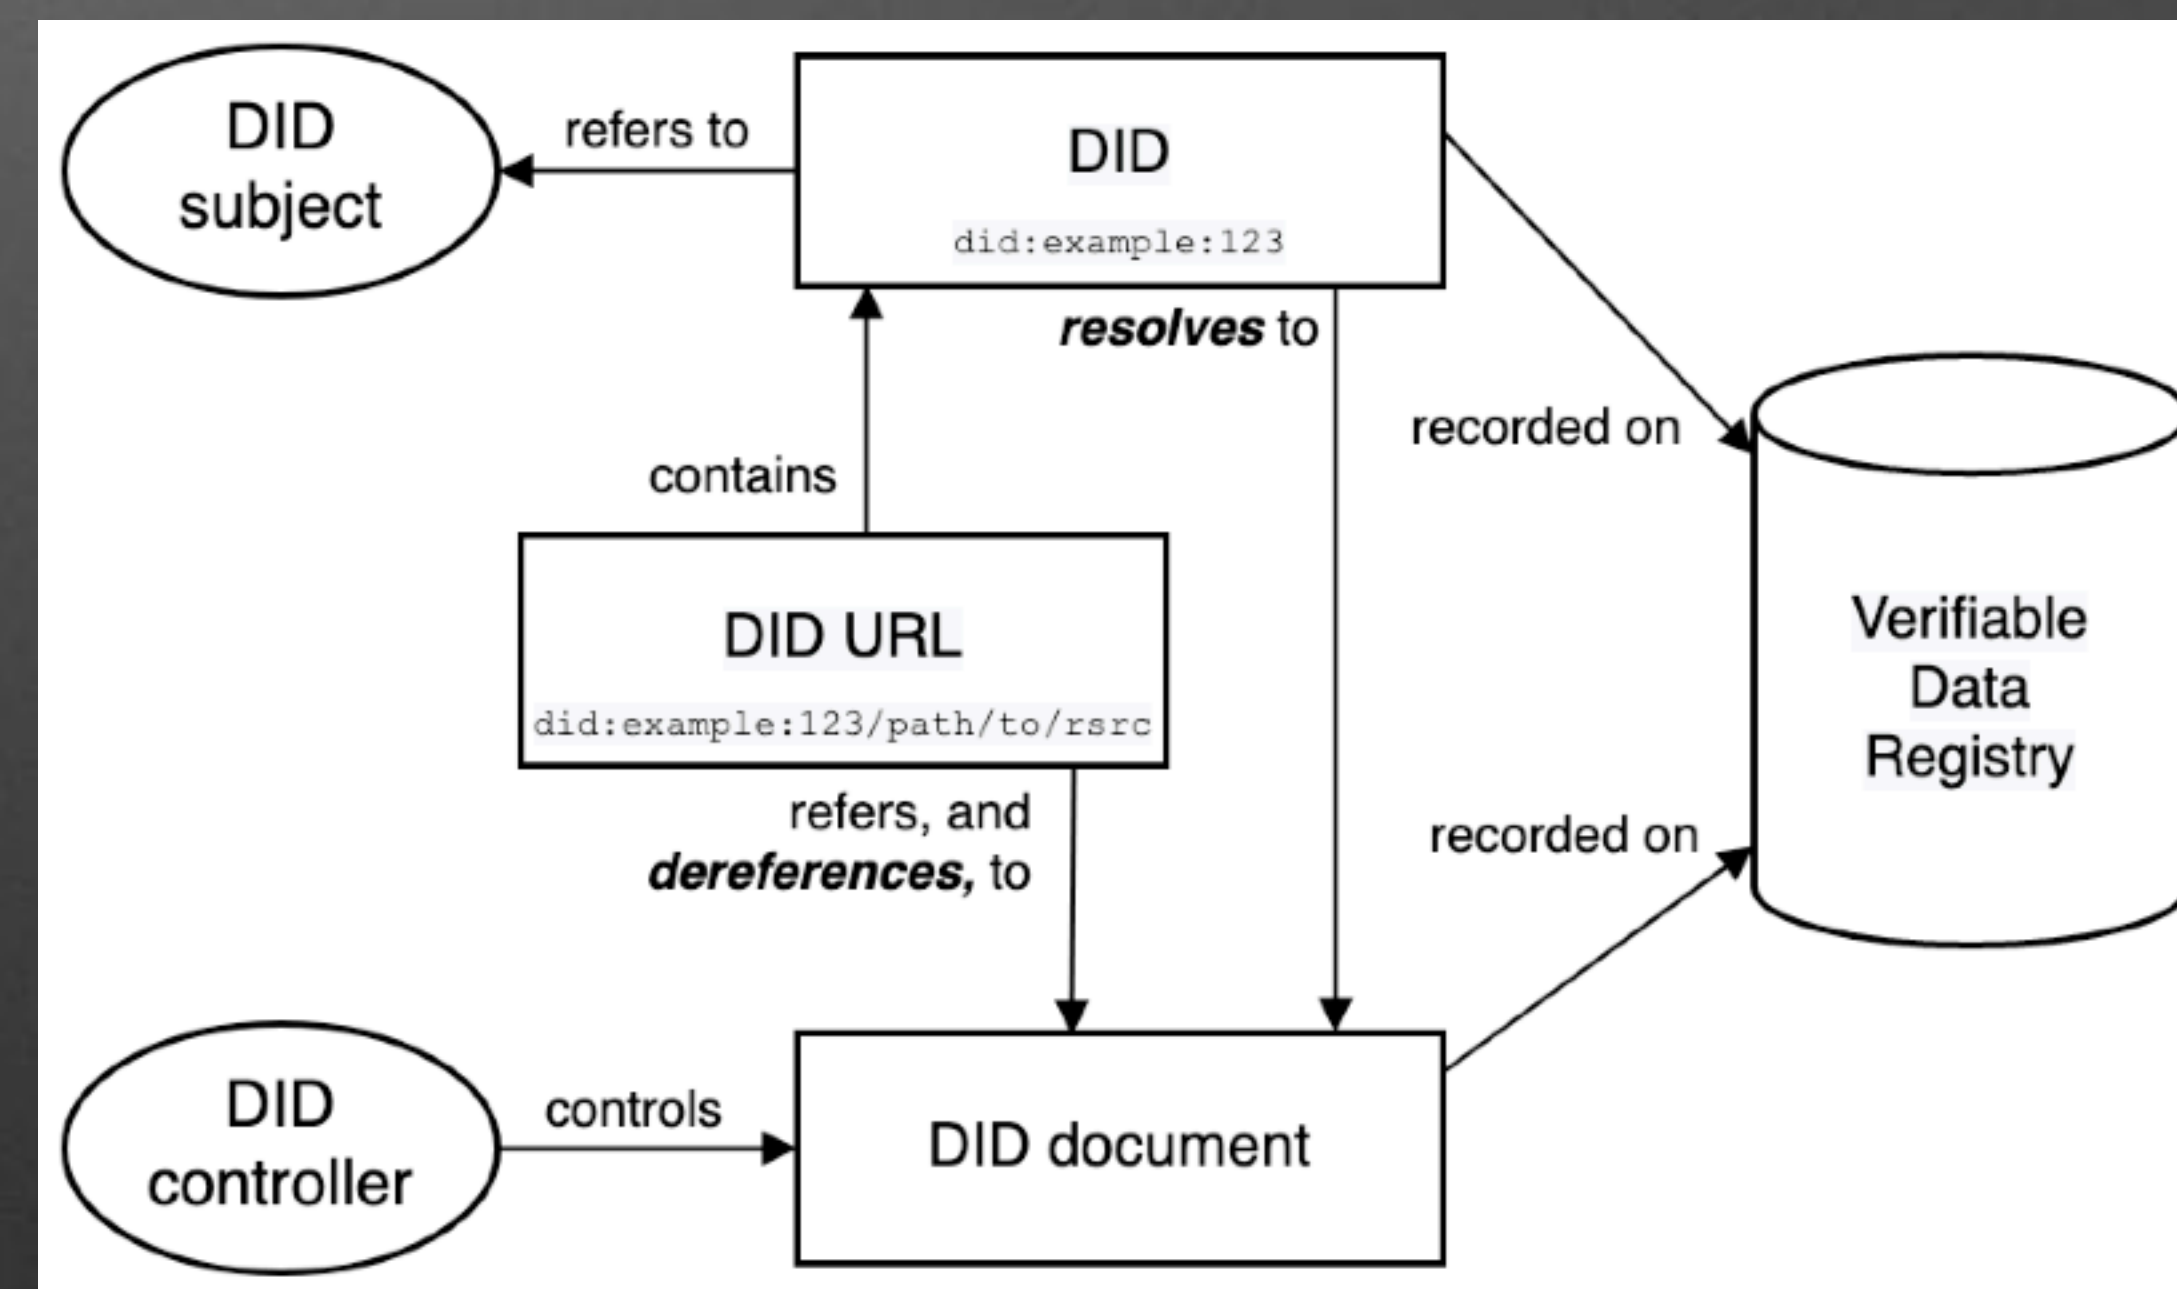 DID
subject
refers to
DID
did:example:123
resolves to
recorded on
contains
DID URL
did:example:123/path/to/rsrc
Verifiable
Data
Registry
refers, and
dereferences, to
recorded on
DID
controller
controls
DID document